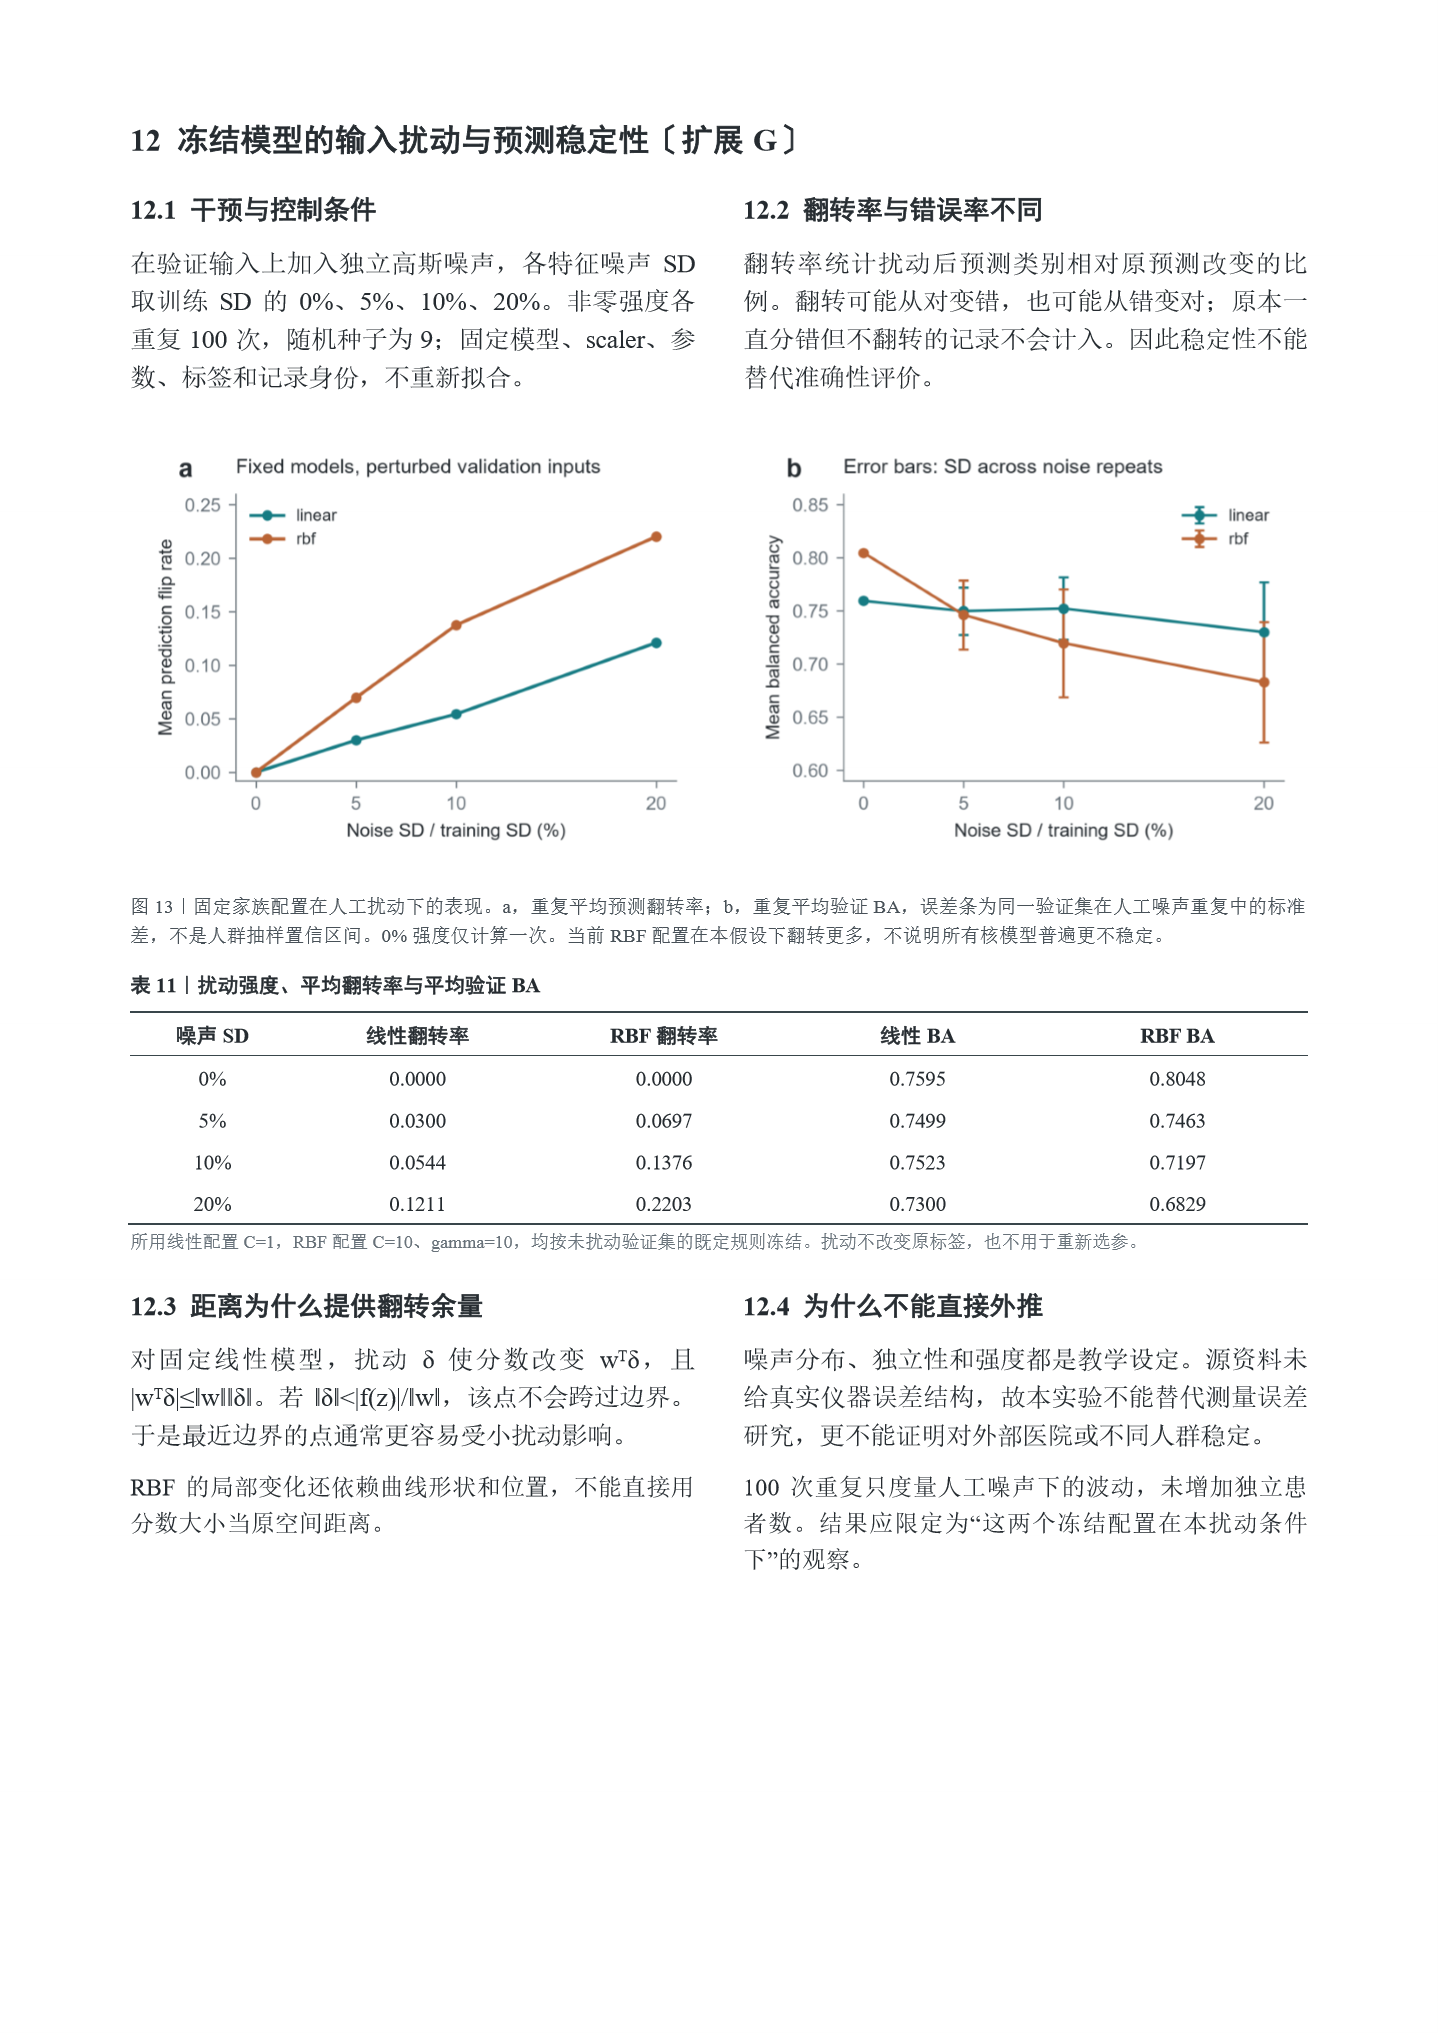 12 冻结模型的输入扰动与预测稳定性〔扩展 G〕
12.1 干预与控制条件
在验证输入上加入独立高斯噪声，各特征噪声 SD
取训练 SD 的 0%、5%、10%、20%。非零强度各
重复 100 次，随机种子为 9；固定模型、scaler、参
数、标签和记录身份，不重新拟合。
12.2 翻转率与错误率不同
翻转率统计扰动后预测类别相对原预测改变的比
例。翻转可能从对变错，也可能从错变对；原本一
直分错但不翻转的记录不会计入。因此稳定性不能
替代准确性评价。
a Fixed models, perturbed validation inputs
linear
rbf
Mean prediction flip rate
0.25
0.20
0.15
0.10
0.05
0.00
0 5 10 20
Noise SD / training SD (%)
b Error bars: SD across noise repeats
linear
rbf
Mean balanced accuracy
0.85
0.80
0.75
0.70
0.65
0.60
0 5 10 20
Noise SD / training SD (%)
图 13｜固定家族配置在人工扰动下的表现。a，重复平均预测翻转率；b，重复平均验证 BA，误差条为同一验证集在人工噪声重复中的标准
差，不是人群抽样置信区间。0% 强度仅计算一次。当前 RBF 配置在本假设下翻转更多，不说明所有核模型普遍更不稳定。
表 11｜扰动强度、平均翻转率与平均验证 BA
噪声 SD 线性翻转率 RBF 翻转率 线性 BA RBF BA
0% 0.0000 0.0000 0.7595 0.8048
5% 0.0300 0.0697 0.7499 0.7463
10% 0.0544 0.1376 0.7523 0.7197
20% 0.1211 0.2203 0.7300 0.6829
所用线性配置 C=1，RBF 配置 C=10、gamma=10，均按未扰动验证集的既定规则冻结。扰动不改变原标签，也不用于重新选参。
12.3 距离为什么提供翻转余量
对固定线性模型，扰动 δ 使分数改变 wᵀδ，且
|wᵀδ|≤‖w‖‖δ‖。若 ‖δ‖<|f(z)|/‖w‖，该点不会跨过边界。
于是最近边界的点通常更容易受小扰动影响。
RBF 的局部变化还依赖曲线形状和位置，不能直接用
分数大小当原空间距离。
12.4 为什么不能直接外推
噪声分布、独立性和强度都是教学设定。源资料未
给真实仪器误差结构，故本实验不能替代测量误差
研究，更不能证明对外部医院或不同人群稳定。
100 次重复只度量人工噪声下的波动，未增加独立患
者数。结果应限定为“这两个冻结配置在本扰动条件
下”的观察。